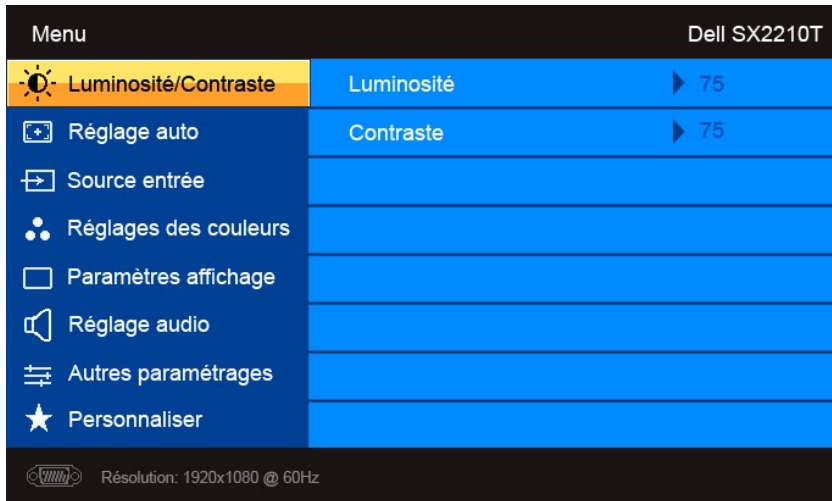 Menu Dell SX2210T
Luminosité/Contraste Luminosité 75
Réglage auto Contraste 75
Source entrée
Réglages des couleurs
Paramètres affichage
Réglage audio
Autres paramétrages
Personnaliser
Résolution: 1920x1080 @ 60Hz